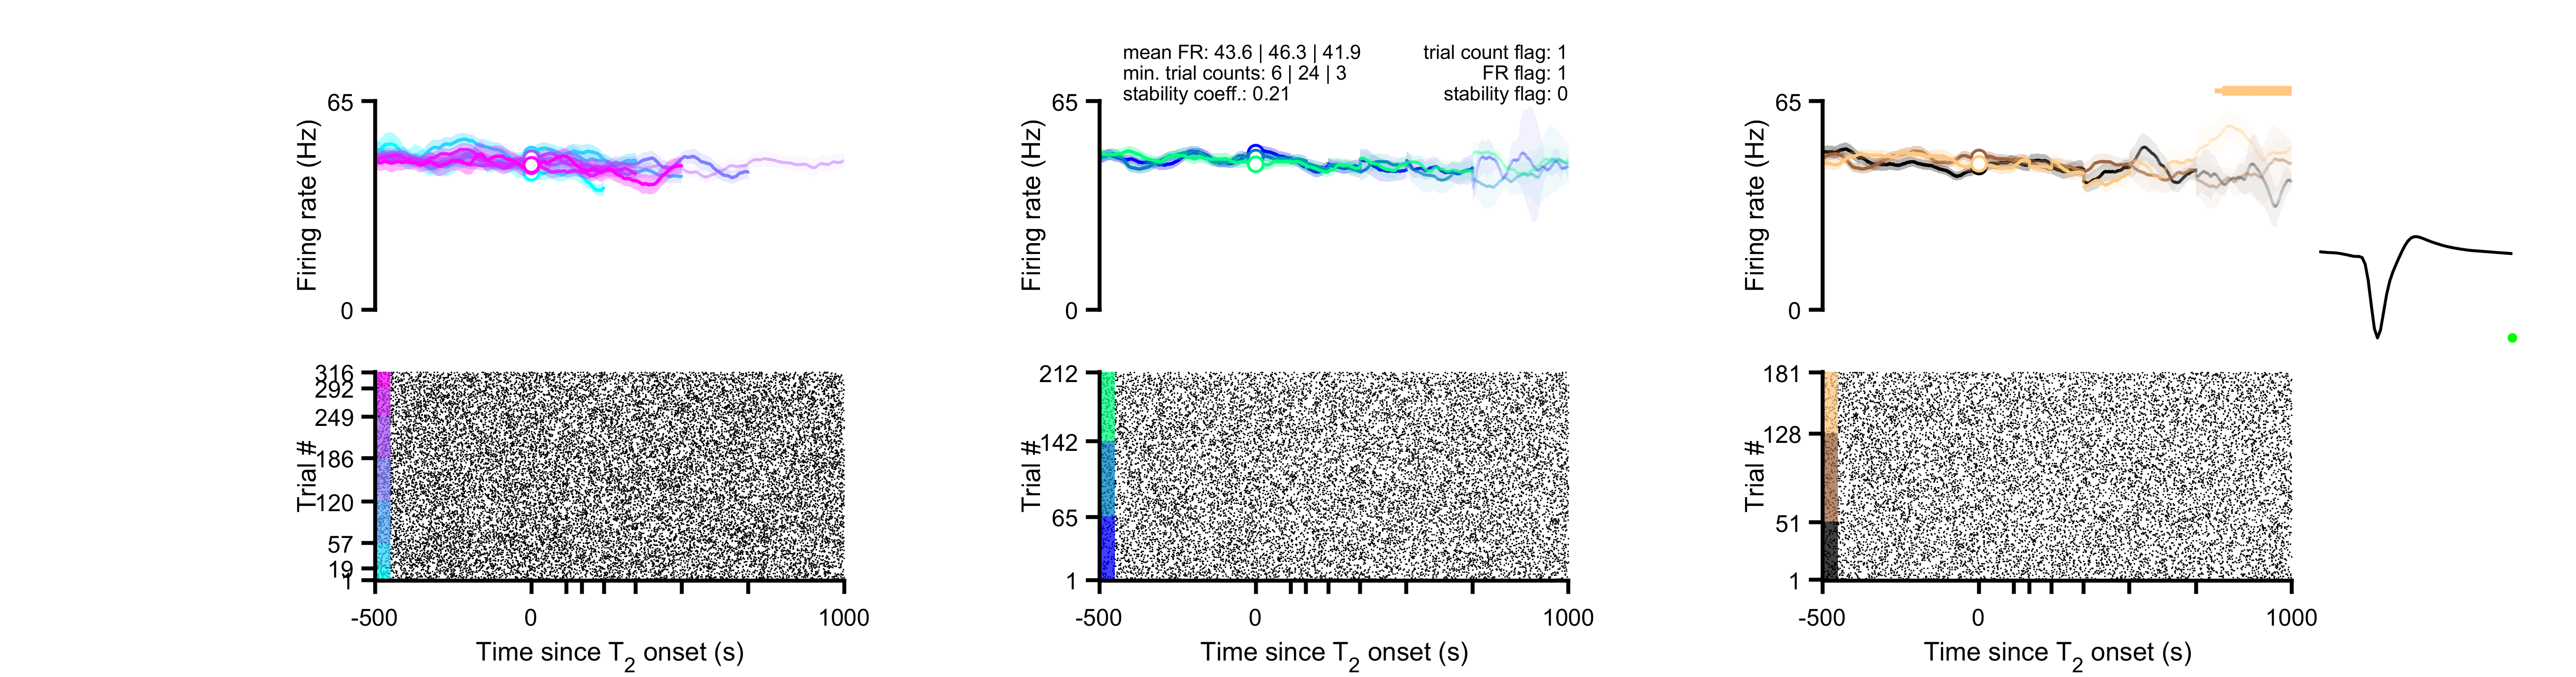 mean FR: 43.6 | 46.3 | 41.9
min. trial counts: 6 | 24 | 3
stability coeff.: 0.21
trial count flag: 1
FR flag: 1
stability flag: 0
65
0
Firing rate (Hz)
65
0
Firing rate (Hz)
65
0
Firing rate (Hz)
316
292
249
186
120
57
19
1
Trial #
-500 0 1000
Time since T2 onset (s)
212
142
65
1
Trial #
-500 0 1000
Time since T2 onset (s)
181
128
51
1
Trial #
-500 0 1000
Time since T2 onset (s)